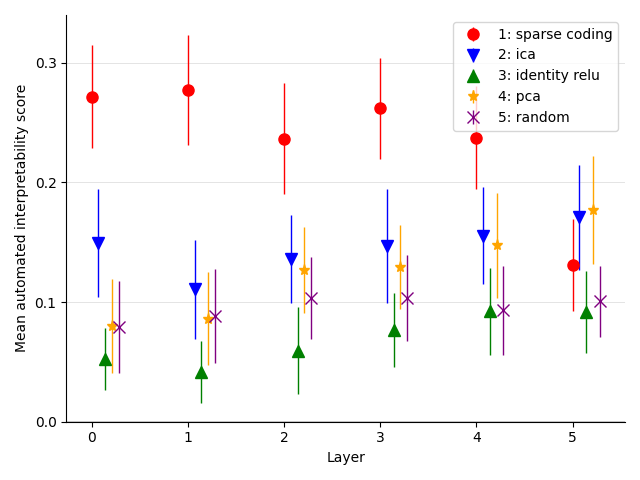 Mean automated interpretability score
0.3
0.2
0.1
0.0
1: sparse coding
2: ica
3: identity relu
4: pca
5: random
0 1 2 3 4 5
Layer